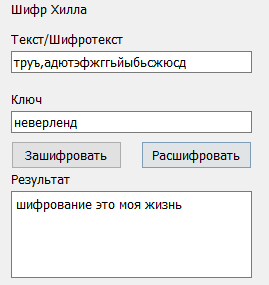 Шифр Хилла
Текст/Шифротекст
труъ,адютэфжггьйыбьсжюсд
Ключ
неверленд
Зашифровать Расшифровать
Результат
шифрование это моя жизнь